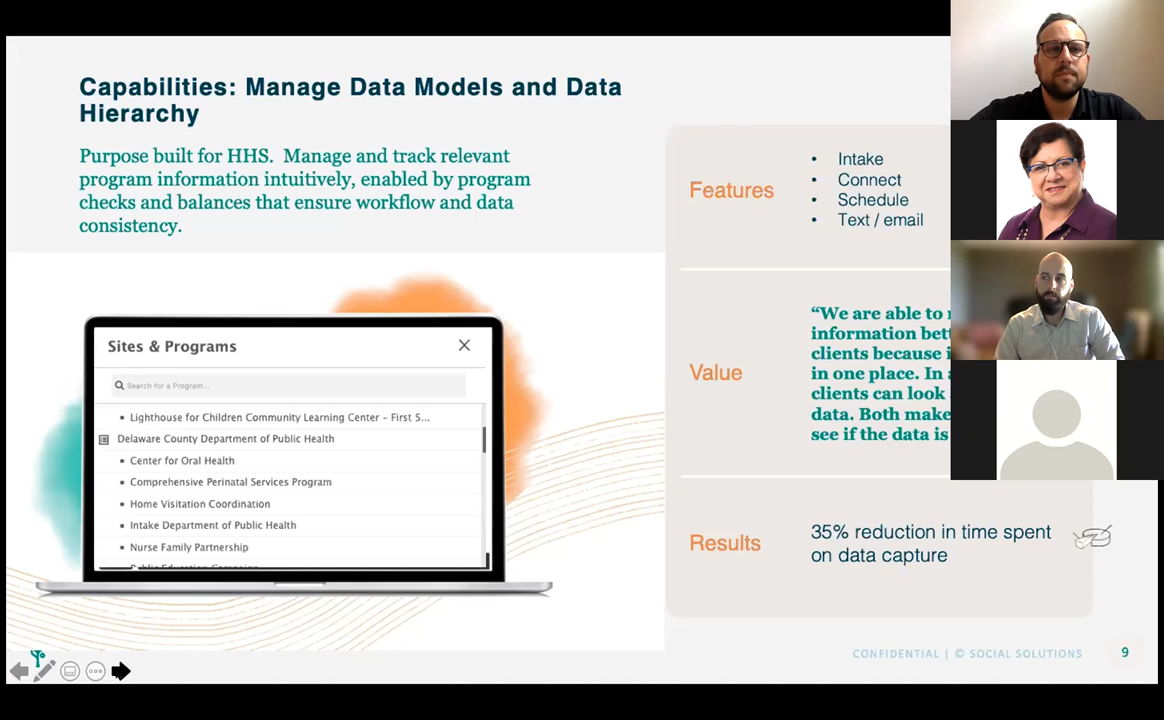 Capabilities: Manage Data Models and Data
Hierarchy
Purpose built for HHS. Manage and track relevant
program information intuitively, enabled by program
checks and balances that ensure workflow and data
consistency.
Sites & Programs
Search for a Program...
Lighthouse for Children Community Learning Center – First 5...
Delaware County Department of Public Health
Center for Oral Health
Comprehensive Perinatal Services Program
Home Visitation Coordination
Intake Department of Public Health
Nurse Family Partnership
Public Education Campaign
Features
• Intake
• Connect
• Schedule
• Text / email
Value
“We are able to
information
clients because
in one place. In
clients can look
data. Both make
see if the data is
Results
35% reduction in time spent
on data capture
CONFIDENTIAL | © SOCIAL SOLUTIONS
9